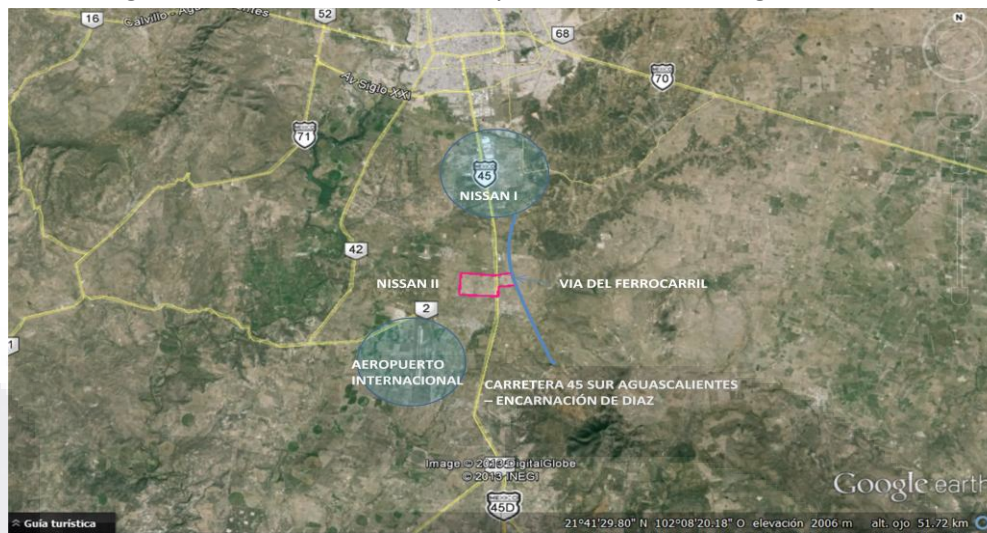 16
Calvillo
52
68
Av Siglo XXI
70
71
45
NISSAN I
42
NISSAN II
VIA DEL FERROCARRIL
2
AEROPUERTO
INTERNACIONAL
CARRETERA 45 SUR AGUASCALIENTES
– ENCARNACIÓN DE DIAZ
1
Image © 2013 DigitalGlobe
© 2013 INEGI
Google earth
45D
Guía turística
21°41'29.80" N 102°08'20.18" O elevación 2006 m alt. ojo 51.72 km
N